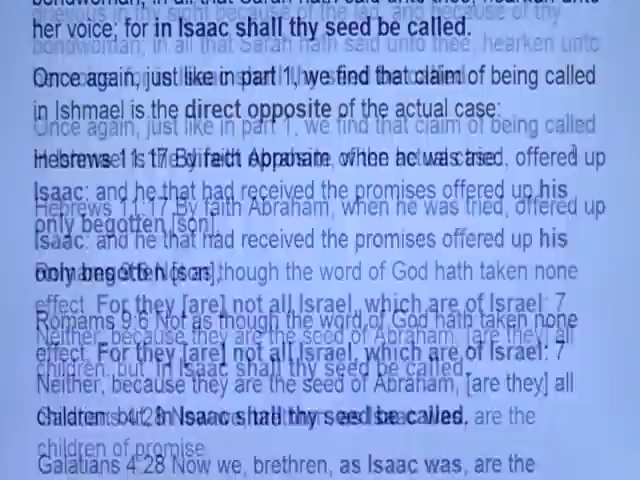 her voice; for in Isaac shall thy seed be called.
Once again, just like in part 1, we find that claim of being called
in Ishmael is the direct opposite of the actual case:
Hebrews 11:17 By faith Abraham, when he was tried, offered up
Isaac: and he that had received the promises offered up his
only begotten [son],
Romans 9:6 Not as though the word of God hath taken none
effect. For they [are] not all Israel, which are of Israel: 7
Neither, because they are the seed of Abraham, [are they] all
children: but, In Isaac shall thy seed be called.
Galatians 4:28 Now we, brethren, as Isaac was, are the
children of promise